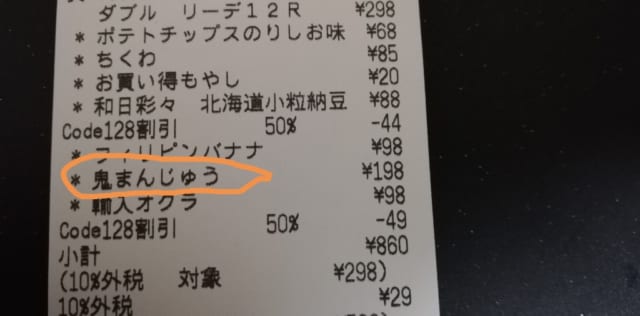 ダブル リーデ12R ¥298
* ポテトチップスのりしお味 ¥68
* ちくわ ¥85
* お買い得もやし ¥20
* 和日彩々 北海道小粒納豆 ¥88
Code128割引 50% -44
* フィリピンバナナ ¥98
* 鬼まんじゅう ¥198
* 輸入オクラ ¥98
Code128割引 50% -49
小計 ¥860
(10%外税 対象 ¥298)
10%外税 ¥29